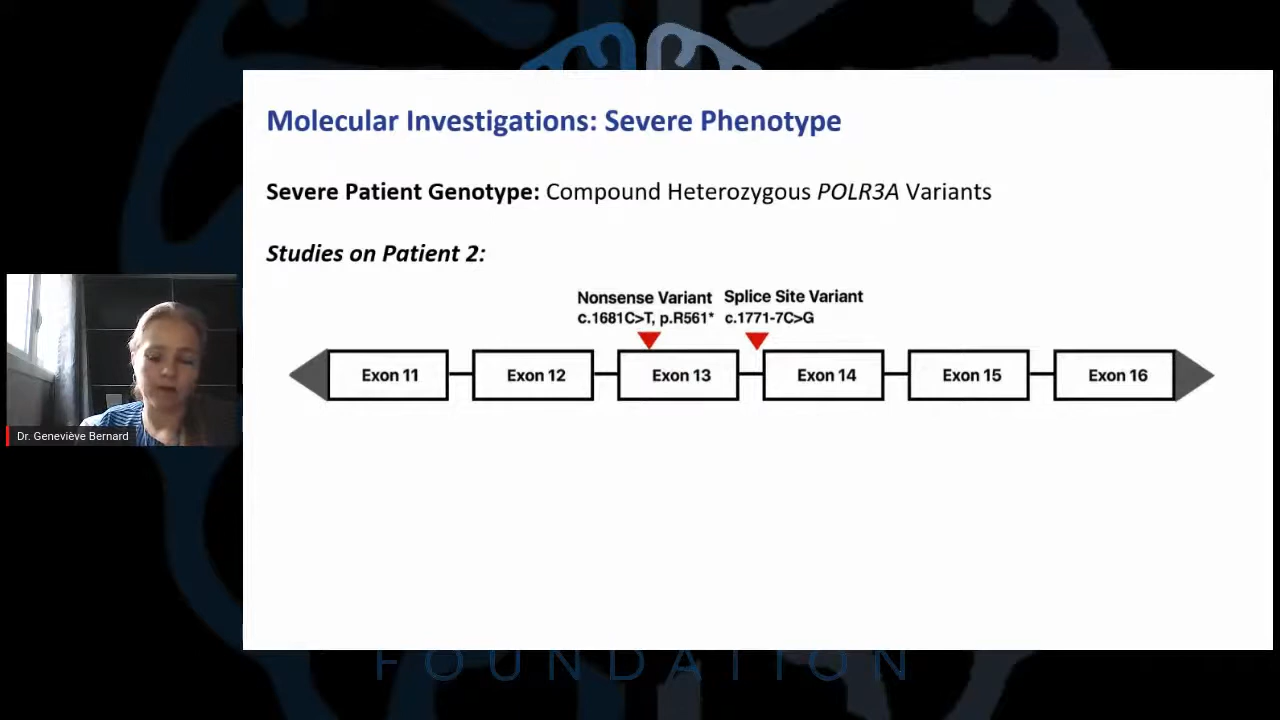 Molecular Investigations: Severe Phenotype
Severe Patient Genotype: Compound Heterozygous POLR3A Variants
Studies on Patient 2:
Nonsense Variant Splice Site Variant
c.1681C>T, p.R561* c.1771-7C>G
Exon 11 Exon 12 Exon 13 Exon 14 Exon 15 Exon 16
Dr. Geneviève Bernard
FOUNDATION